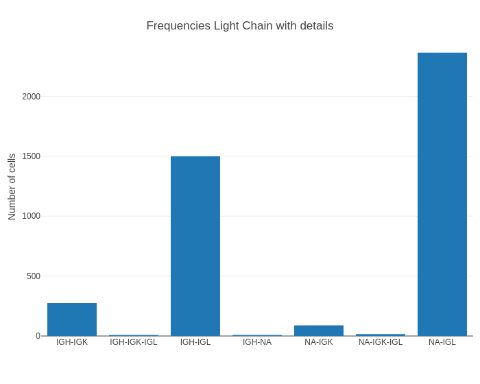 Frequencies Light Chain with details
Number of cells
2000
1500
1000
500
0
IGH-IGK IGH-IGK-IGL IGH-IGL IGH-NA NA-IGK NA-IGK-IGL NA-IGL